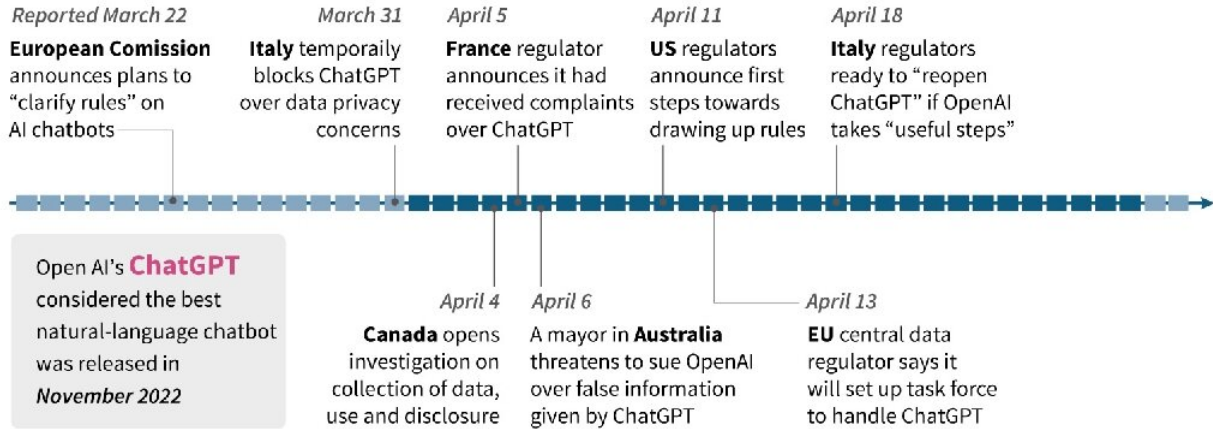 Reported March 22
European Comission
announces plans to
“clarify rules” on
AI chatbots
March 31
Italy temporaily
blocks ChatGPT
over data privacy
concerns
April 5
France regulator
announces it had
received complaints
over ChatGPT
April 11
US regulators
announce first
steps towards
drawing up rules
April 18
Italy regulators
ready to “reopen
ChatGPT” if OpenAI
takes “useful steps”
Open AI’s ChatGPT
considered the best
natural-language chatbot
was released in
November 2022
April 4
Canada opens
investigation on
collection of data,
use and disclosure
April 6
A mayor in Australia
threatens to sue OpenAI
over false information
given by ChatGPT
April 13
EU central data
regulator says it
will set up task force
to handle ChatGPT